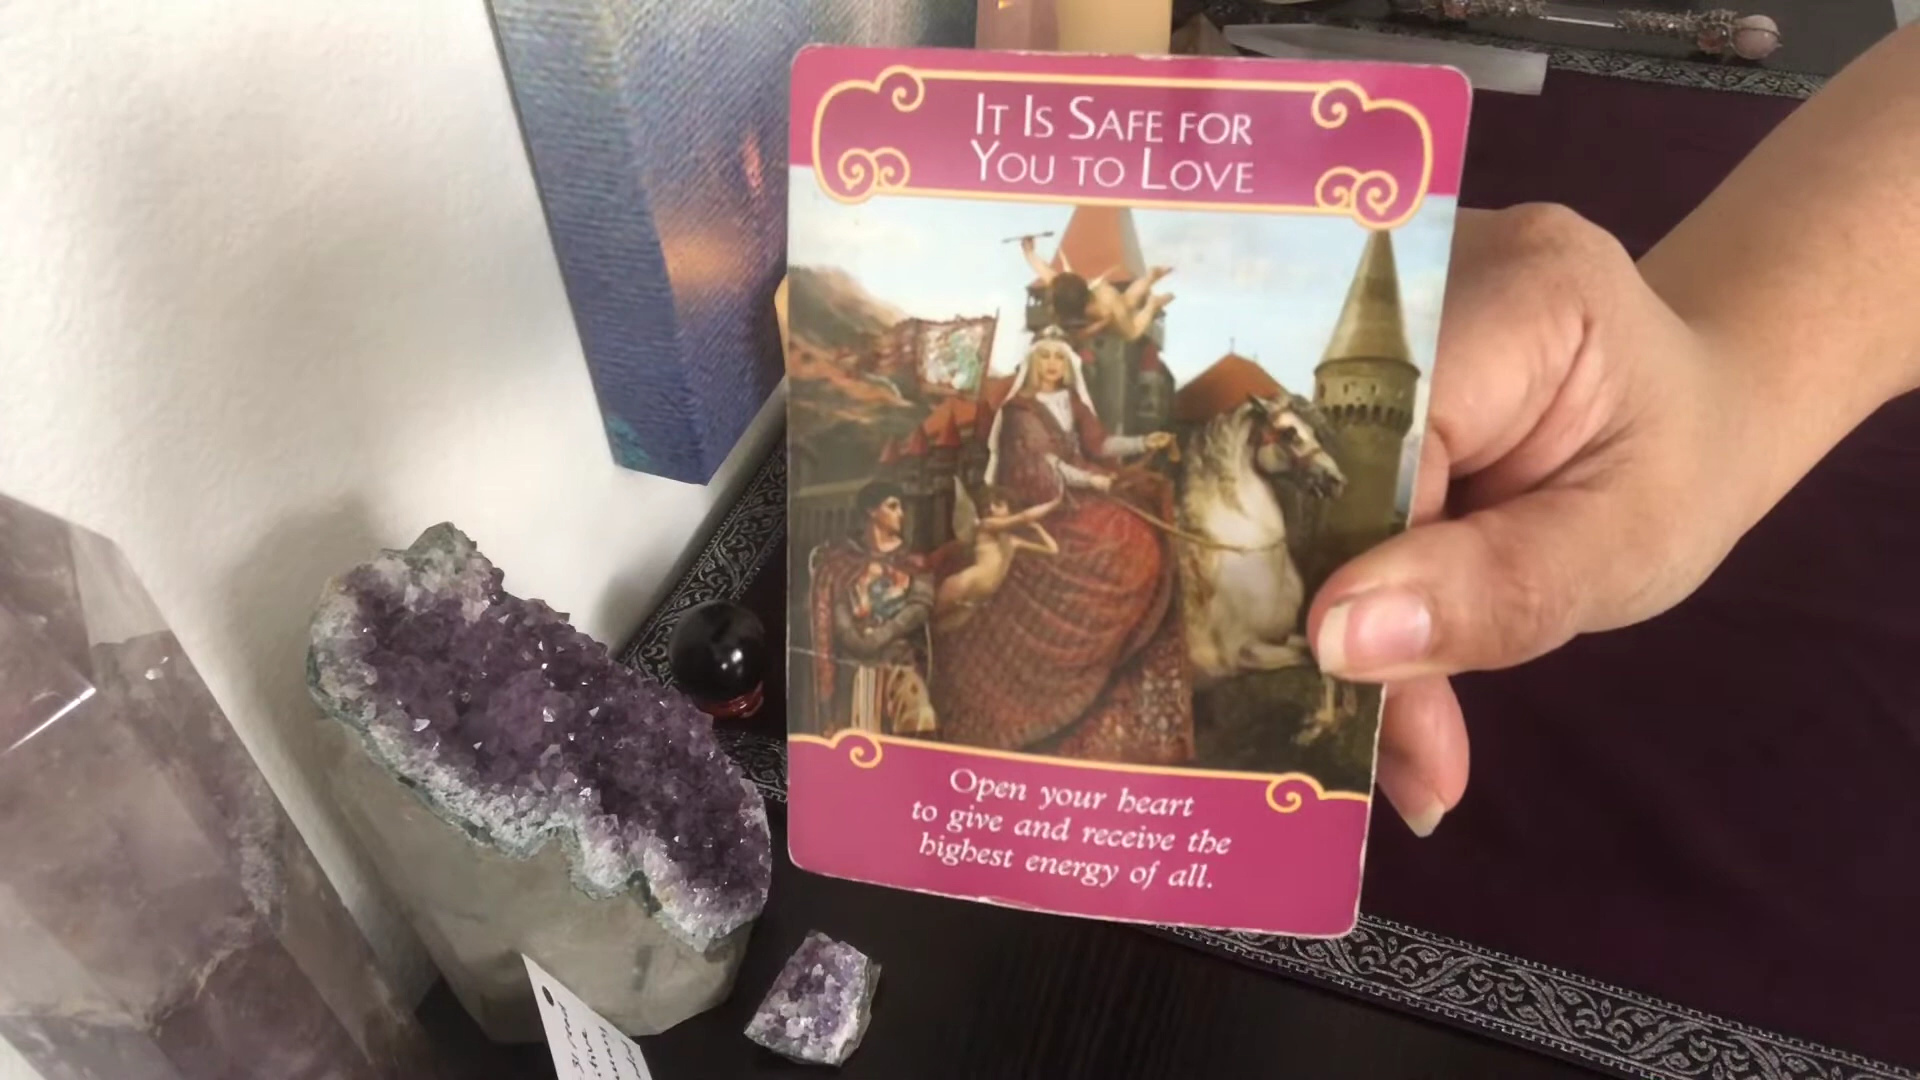 IT IS SAFE FOR
YOU TO LOVE
Open your heart
to give and receive the
highest energy of all.